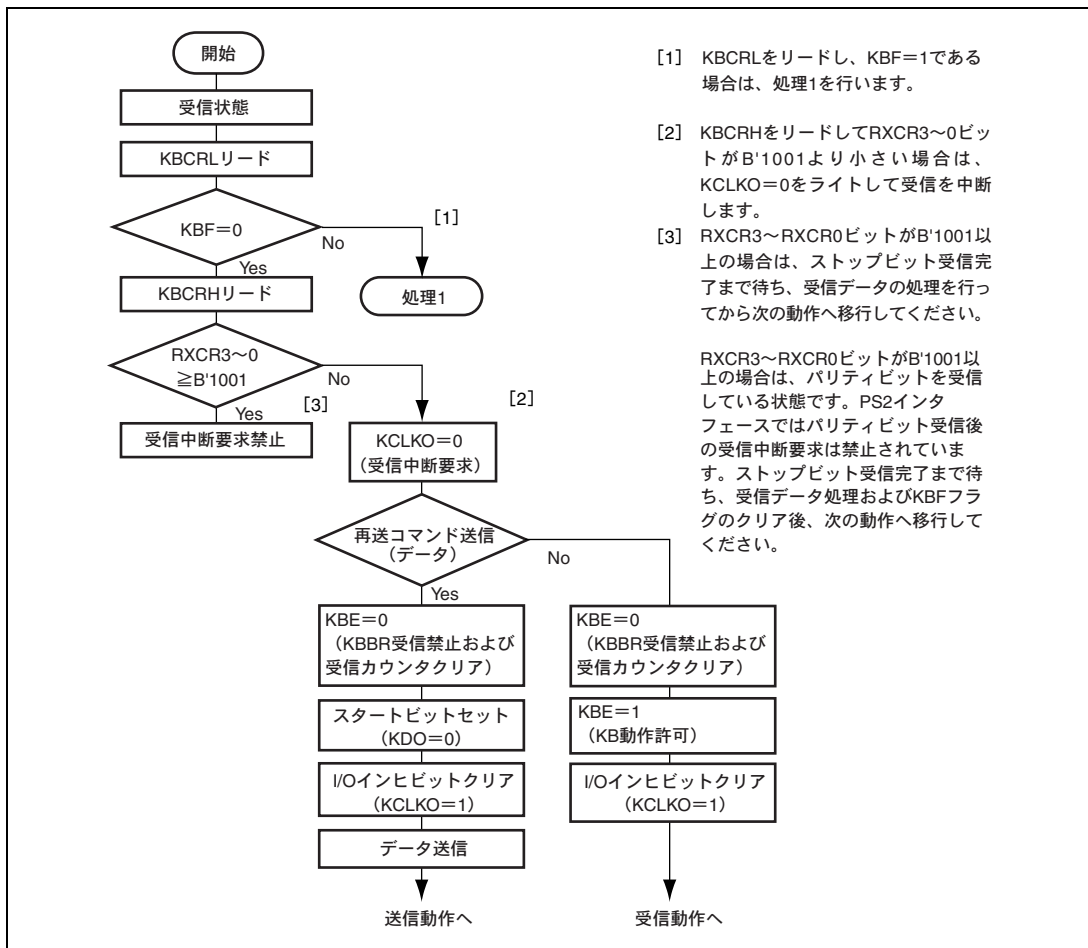 開始
受信状態
KBCRLリード
KBF＝0
No
[1]
Yes
処理1
KBCRHリード
RXCR3～0
≧B'1001
No
Yes
[3]
[2]
受信中断要求禁止
KCLKO＝0
（受信中断要求）
再送コマンド送信
（データ）
No
Yes
KBE＝0
（KBBR受信禁止および
受信カウンタクリア）
スタートビットセット
（KDO＝0）
I/Oインヒビットクリア
（KCLKO＝1）
データ送信
送信動作へ
KBE＝0
（KBBR受信禁止および
受信カウンタクリア）
KBE＝1
（KB動作許可）
I/Oインヒビットクリア
（KCLKO＝1）
受信動作へ
[1] KBCRLをリードし、KBF＝1である
場合は、処理1を行います。
[2] KBCRHをリードしてRXCR3～0ビッ
トがB'1001より小さい場合は、
KCLKO＝0をライトして受信を中断
します。
[3] RXCR3～RXCR0ビットがB'1001以
上の場合は、ストップビット受信完
了まで待ち、受信データの処理を行っ
てから次の動作へ移行してください。
RXCR3～RXCR0ビットがB'1001以
上の場合は、パリティビットを受信
している状態です。PS2インタ
フェースではパリティビット受信後
の受信中断要求は禁止されていま
す。ストップビット受信完了まで待
ち、受信データ処理およびKBFフラ
グのクリア後、次の動作へ移行して
ください。